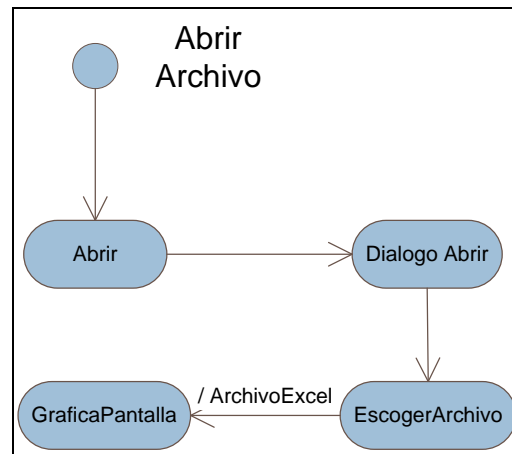 Abrir
Archivo
Abrir
Dialogo Abrir
/ ArchivoExcel
GraficaPantalla
EscogerArchivo